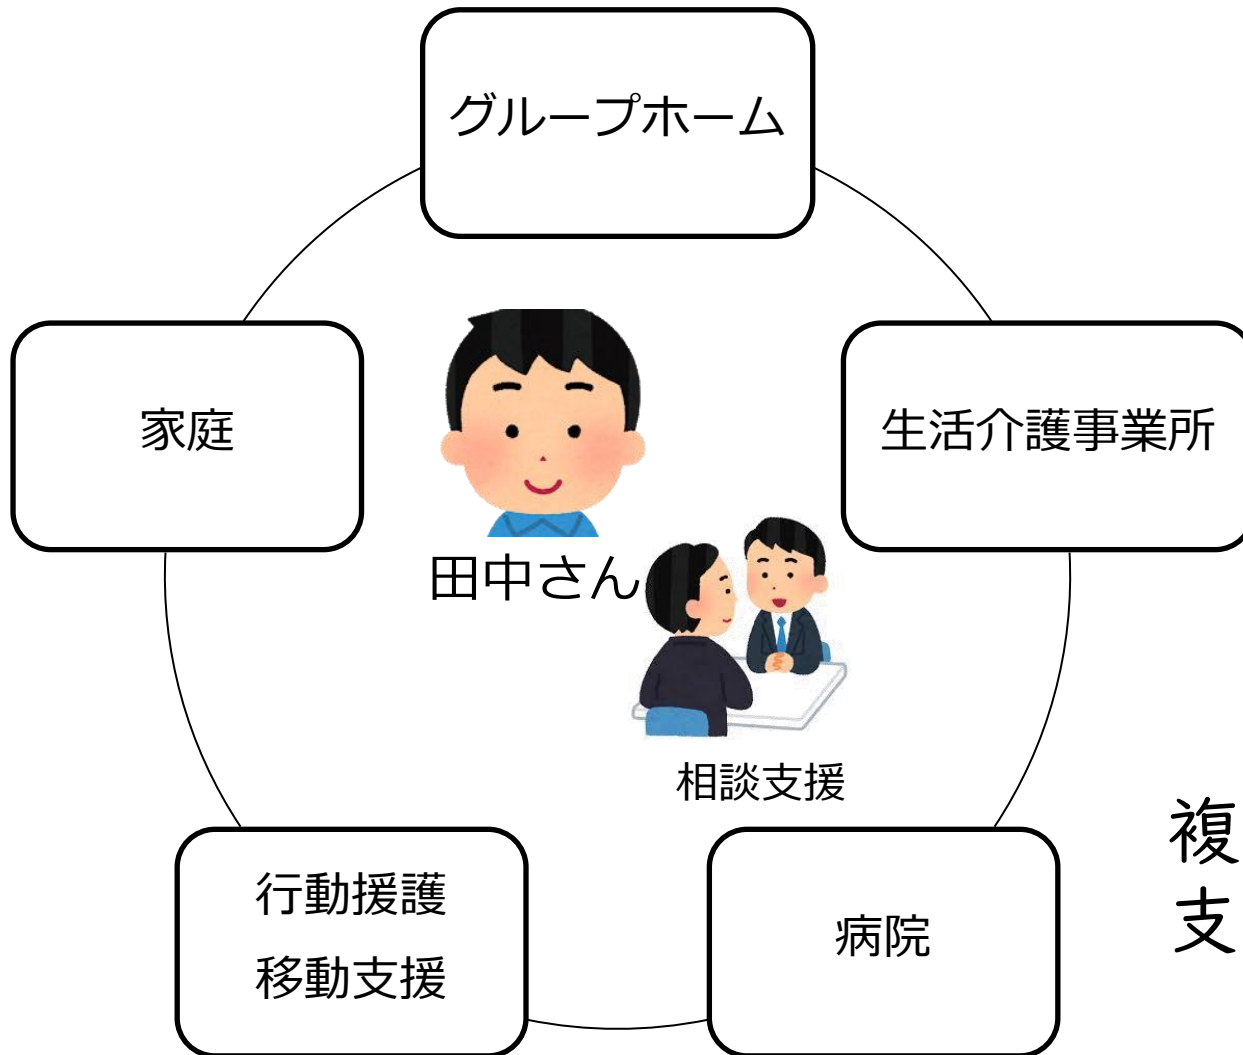 グループホーム
家庭
生活介護事業所
田中さん
相談支援
行動援護
移動支援
病院
複
支